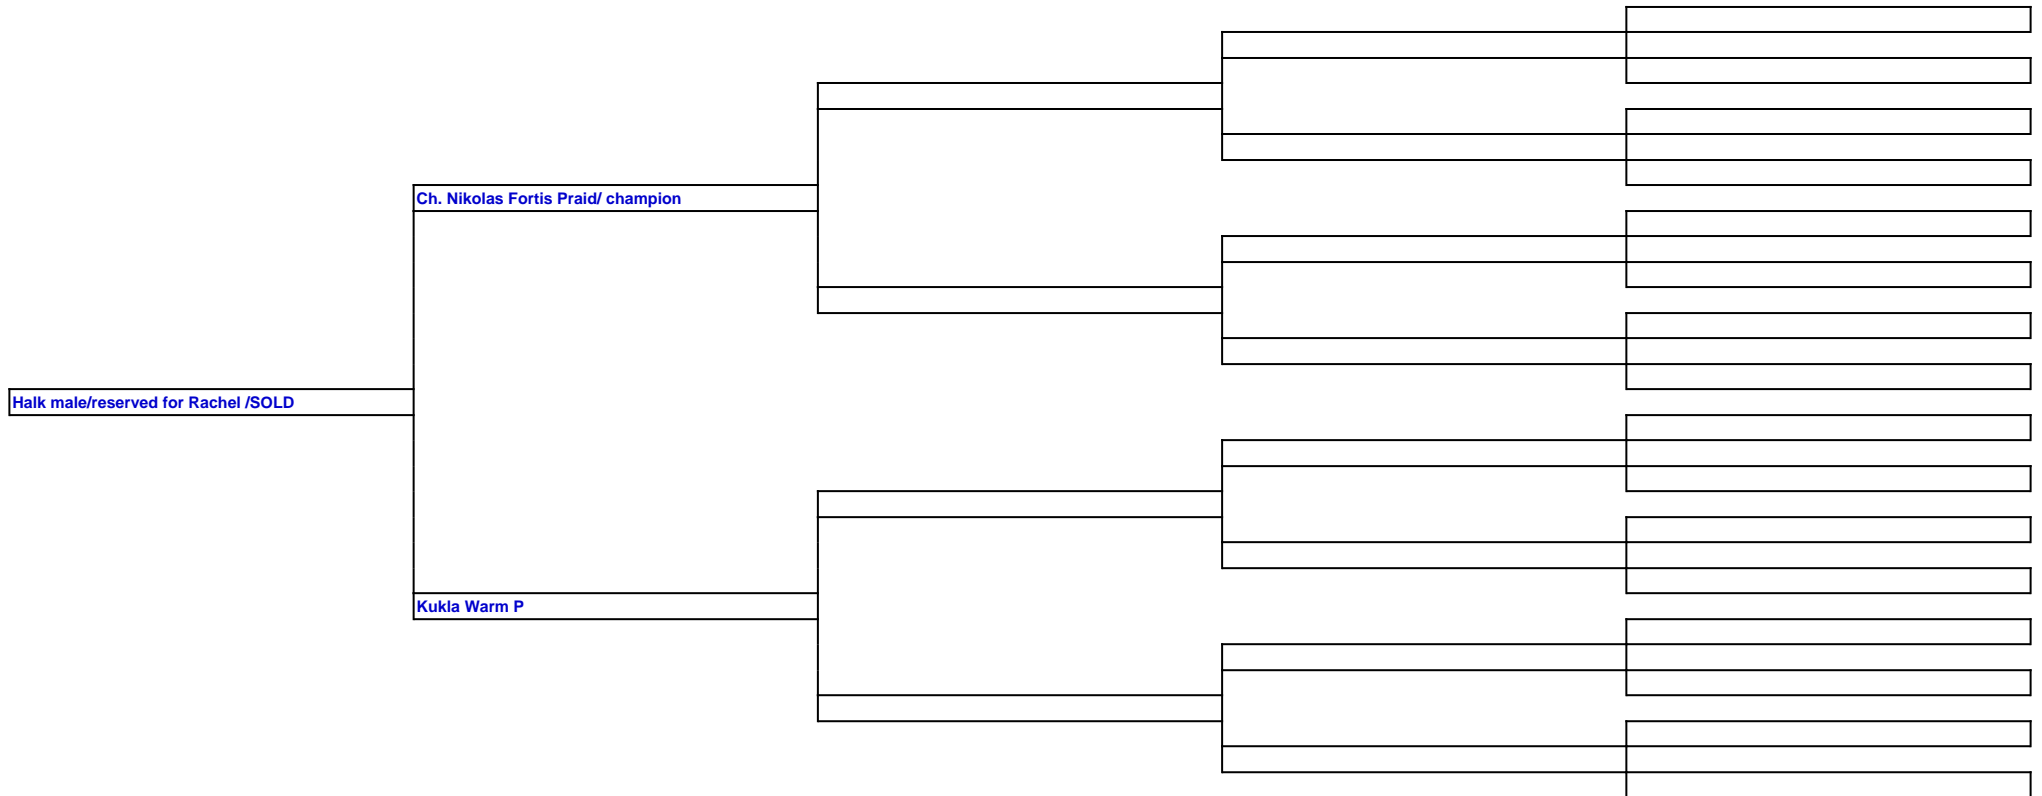 Ch. Nikolas Fortis Praid/ champion
Halk male/reserved for Rachel /SOLD
Kukla Warm P